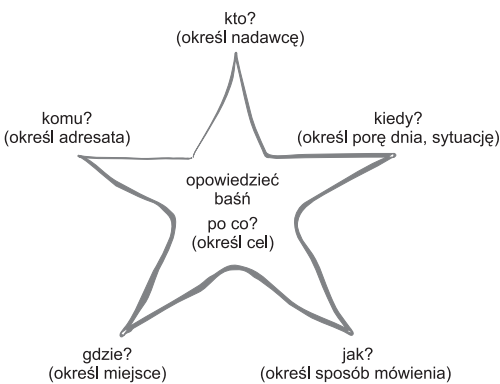 kto?
(określ nadawcę)
komu?
(określ adresata)
kiedy?
(określ porę dnia, sytuację)
opowiedzieć
baśń
po co?
(określ cel)
gdzie?
(określ miejsce)
jak?
(określ sposób mówienia)